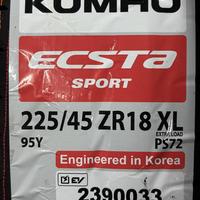 KUMHO
ECSTA
SPORT
225/45 ZR18 XL
EXTRA LOAD
95Y PS72
Engineered in Korea
EV
2390033